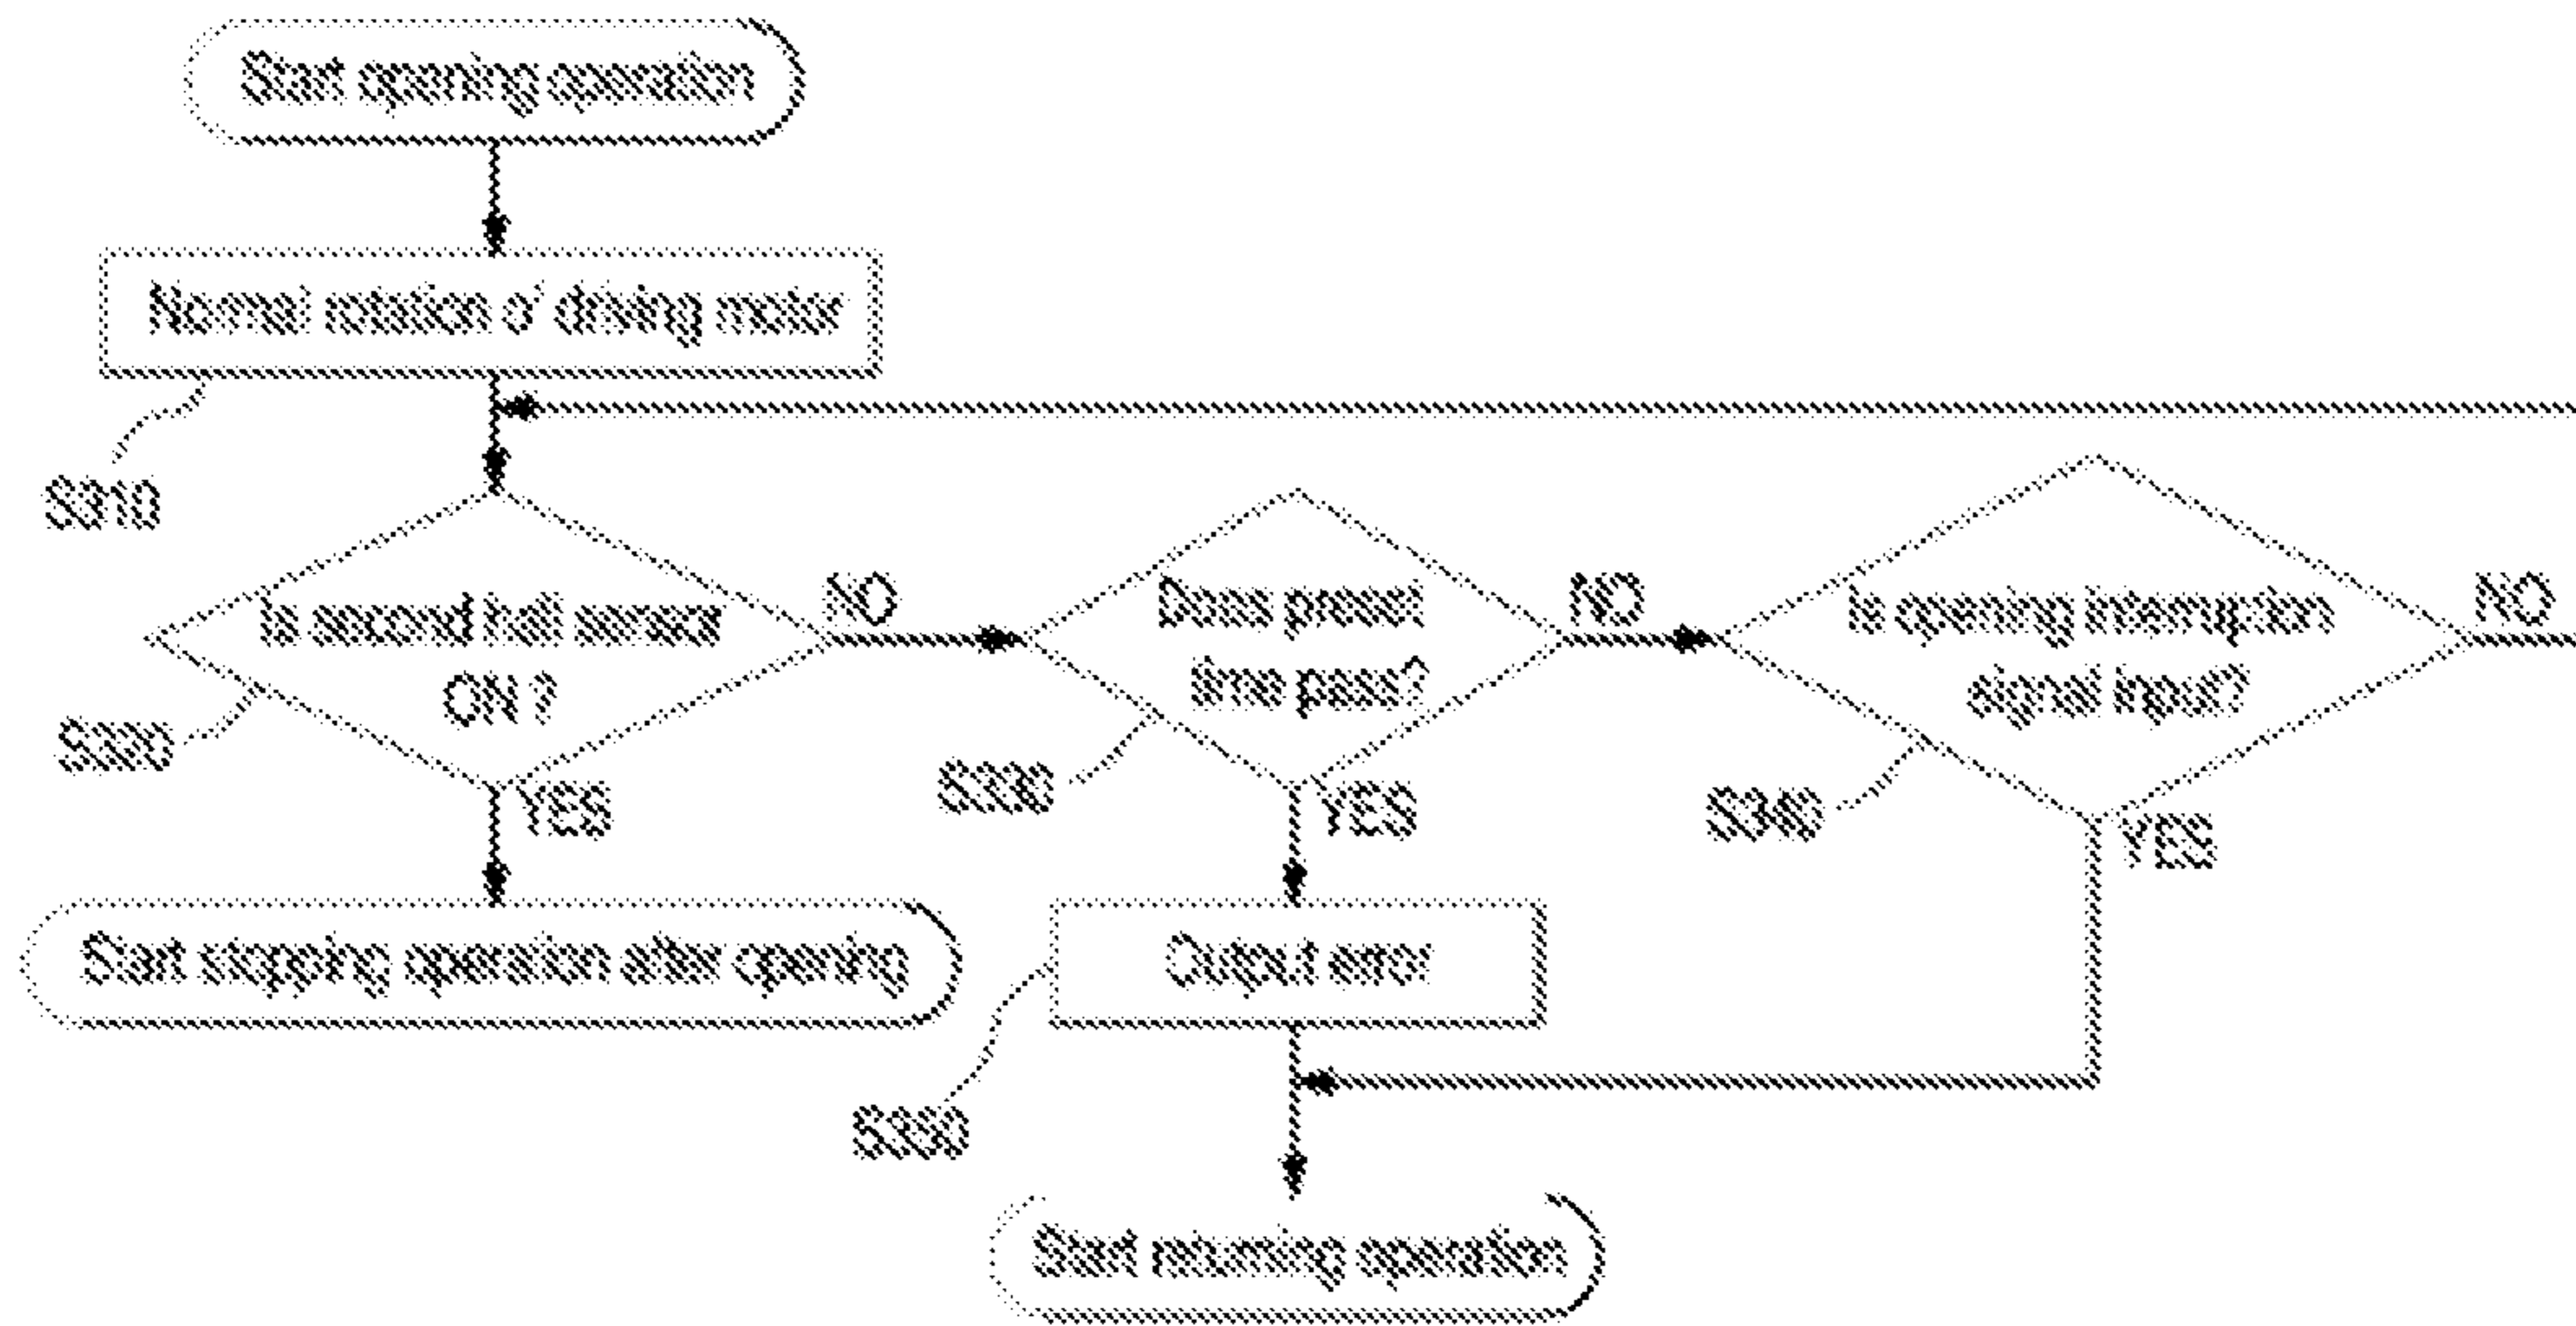 Start opening operation
Normal rotation of driving motor
S310
Is second hall sensor
ON ?
NO
S320
YES
Does preset
time pass?
NO
S330
YES
Is opening interruption
signal input?
NO
S340
YES
Start stopping operation after opening
Output error
S350
Start returning operation